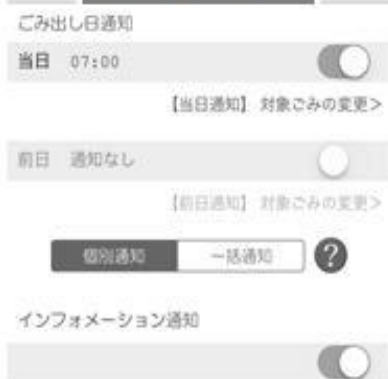 ごみ出し日通知
当日 07:00
【当日通知】 対象ごみの変更>
前日 通知なし
【前日通知】 対象ごみの変更>
個別通知 一括通知 ?
インフォメーション通知